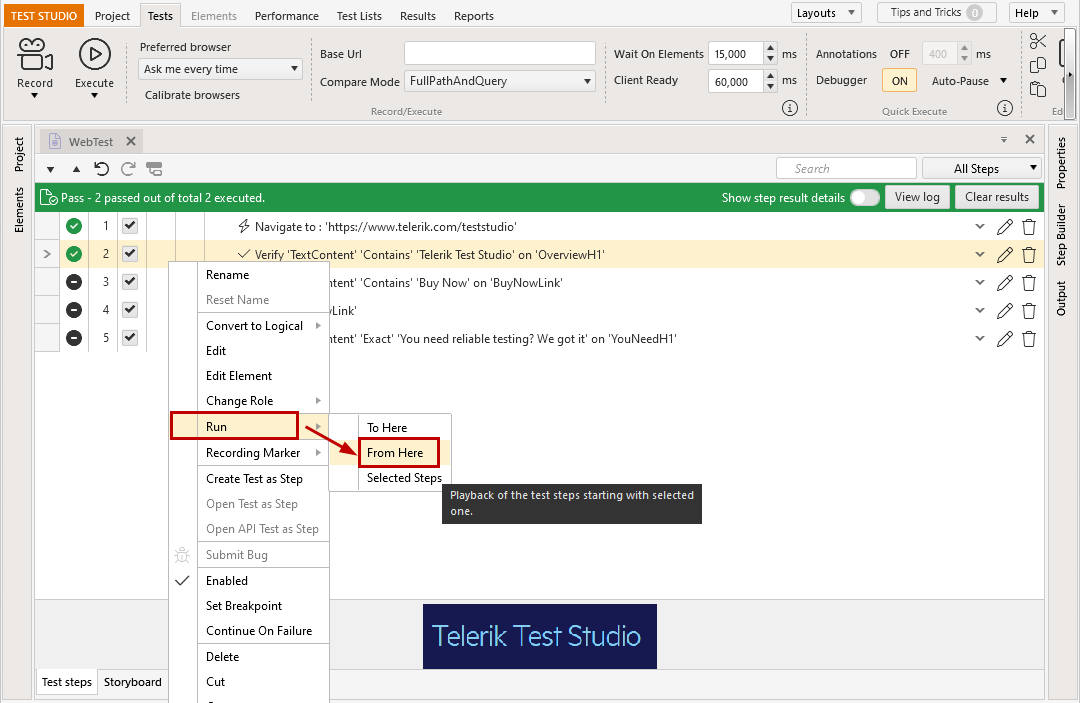 TEST STUDIO Project Tests Elements Performance Test Lists Results Reports Layouts Tips and Tricks 0 Help
Record
Execute
Preferred browser
Ask me every time
Calibrate browsers
Base Url
Compare Mode FullPathAndQuery
Record/Execute
Wait On Elements 15,000 ms
Client Ready 60,000 ms
Annotations OFF 400 ms
Debugger ON Auto-Pause
Quick Execute
Ed
Project
Elements
WebTest
Search
All Steps
Pass - 2 passed out of total 2 executed.
Show step result details View log Clear results
1 Navigate to : 'https://www.telerik.com/teststudio'
2 Verify 'TextContent' 'Contains' 'Telerik Test Studio' on 'OverviewH1'
3 ntent' 'Contains' 'Buy Now' on 'BuyNowLink'
4 wLink'
5 ntent' 'Exact' 'You need reliable testing? We got it' on 'YouNeedH1'
Rename
Reset Name
Convert to Logical
Edit
Edit Element
Change Role
Run
Recording Marker
Create Test as Step
Open Test as Step
Open API Test as Step
Submit Bug
Enabled
Set Breakpoint
Continue On Failure
Delete
Cut
To Here
From Here
Selected Steps
Playback of the test steps starting with selected
one.
Telerik Test Studio
Test steps Storyboard
Properties
Step Builder
Output